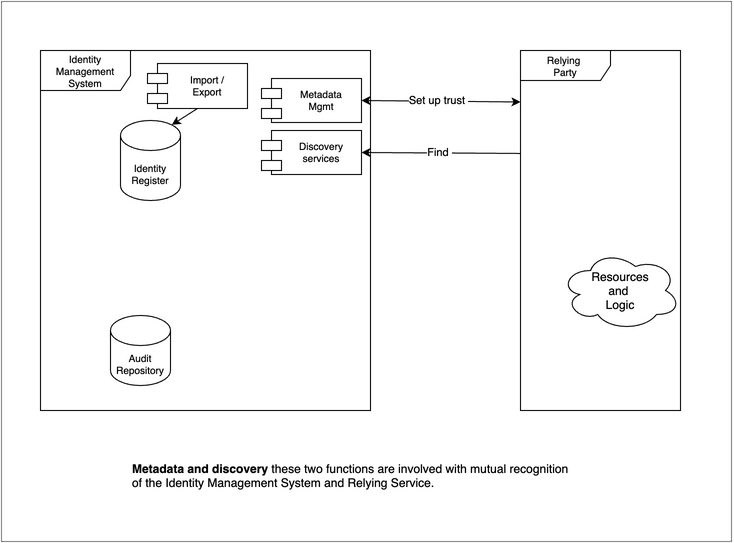 Identity
Management
System
Import /
Export
Metadata
Mgmt
Set up trust
Relying
Party
Discovery
services
Find
Identity
Register
Resources
and
Logic
Audit
Repository
Metadata and discovery these two functions are involved with mutual recognition
of the Identity Management System and Relying Service.